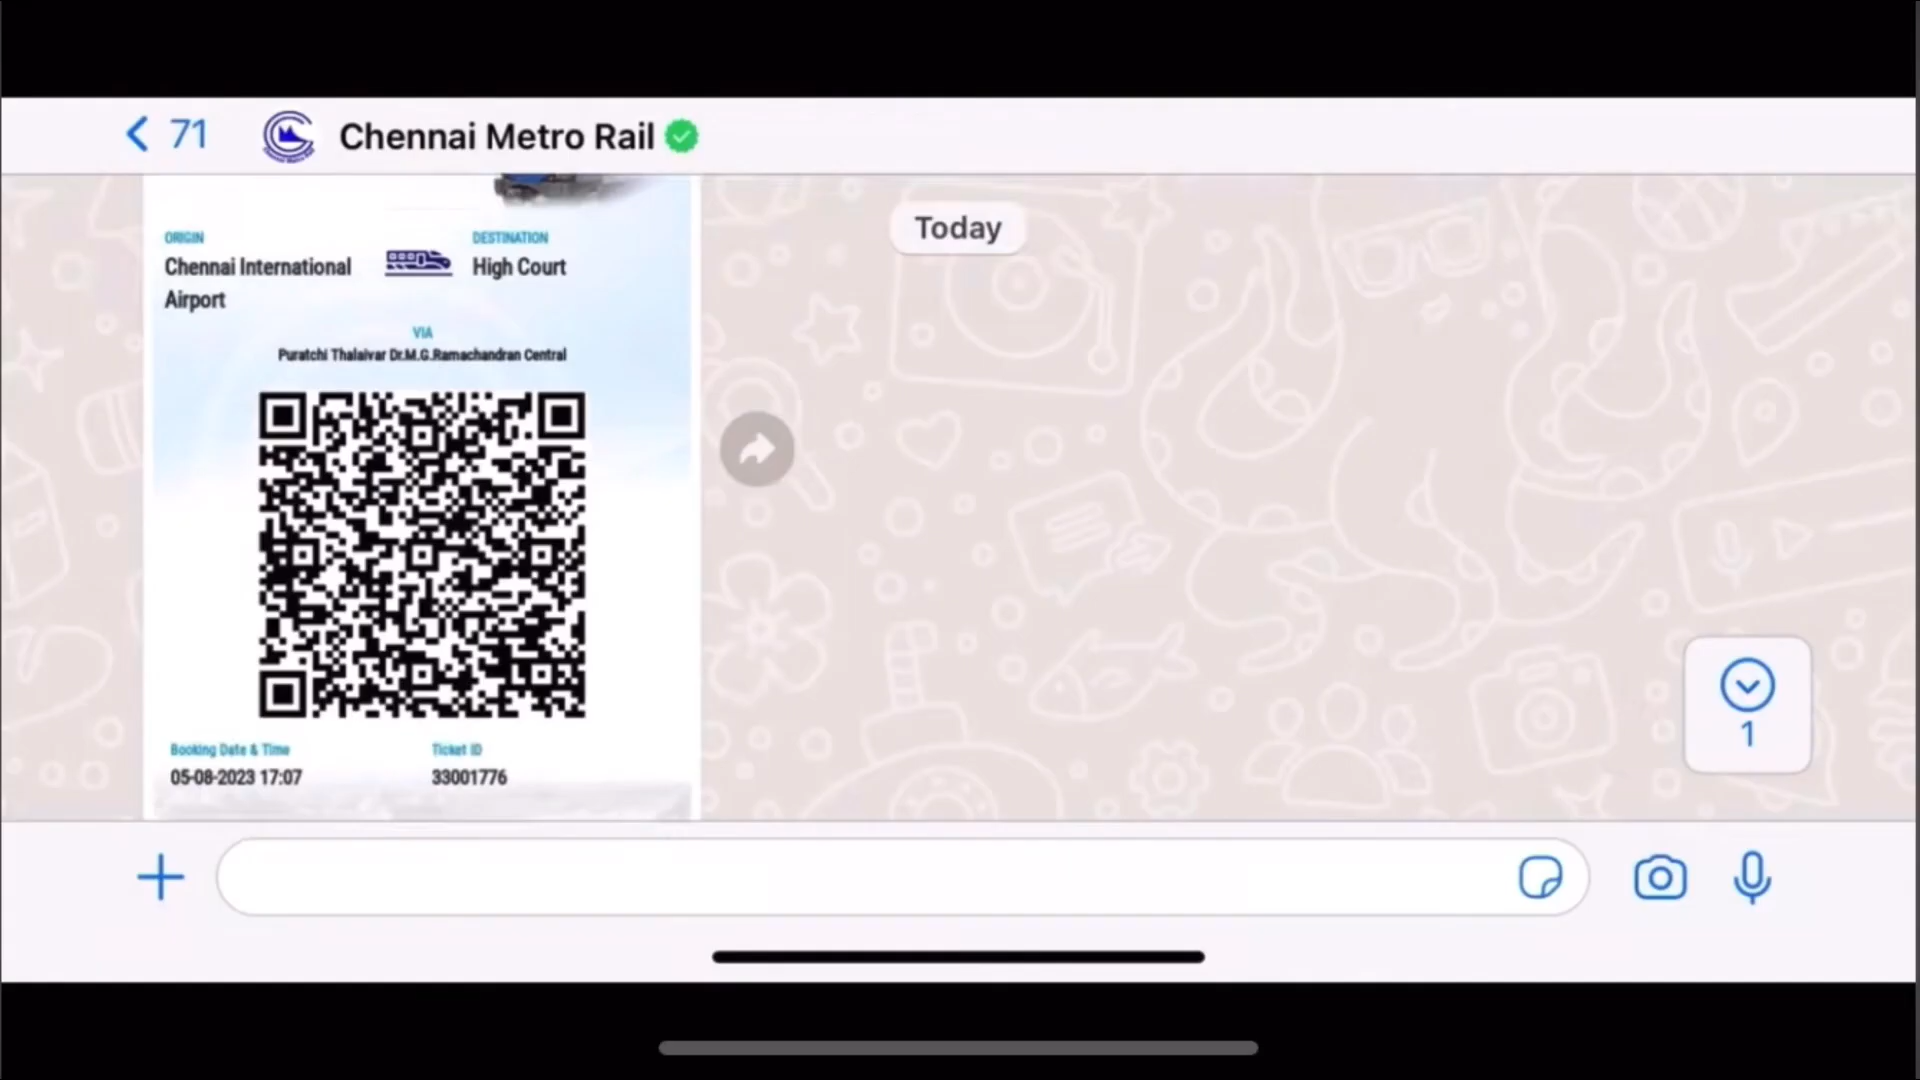 71
Chennai Metro Rail
Today
ORIGIN
DESTINATION
Chennai International
Airport
High Court
VIA
Puratchi Thalaivar Dr.M.G.Ramachandran Central
Booking Date & Time
Ticket ID
05-08-2023 17:07
33001776
1